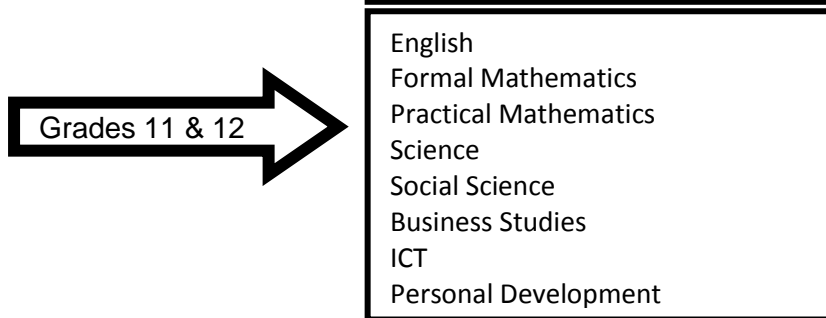 Grades 11 & 12
English
Formal Mathematics
Practical Mathematics
Science
Social Science
Business Studies
ICT
Personal Development